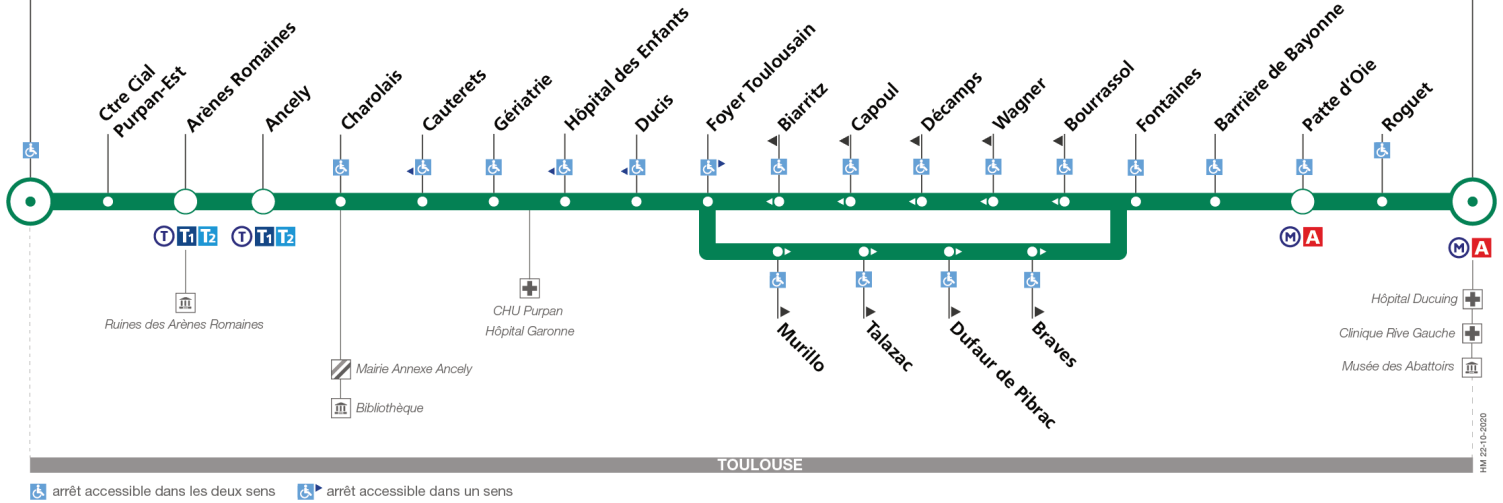 Ctre Cial
Purpan-Est
Arènes Romaines
Ancely
Charolais
Cauterets
Gériatrie
Hôpital des Enfants
Ducis
Foyer Toulousain
Biarritz
Capoul
Décamps
Wagner
Bourrassol
Fontaines
Barrière de Bayonne
Patte d'Oie
Roguet
T T1 T2
T T1 T2
M A
M A
Ruines des Arènes Romaines
CHU Purpan
Hôpital Garonne
Mairie Annexe Ancely
Bibliothèque
Murillo
Talazac
Dufaur de Pibrac
Braves
Hôpital Ducuing
Clinique Rive Gauche
Musée des Abattoirs
HM 22-10-2020
TOULOUSE
arrêt accessible dans les deux sens
arrêt accessible dans un sens